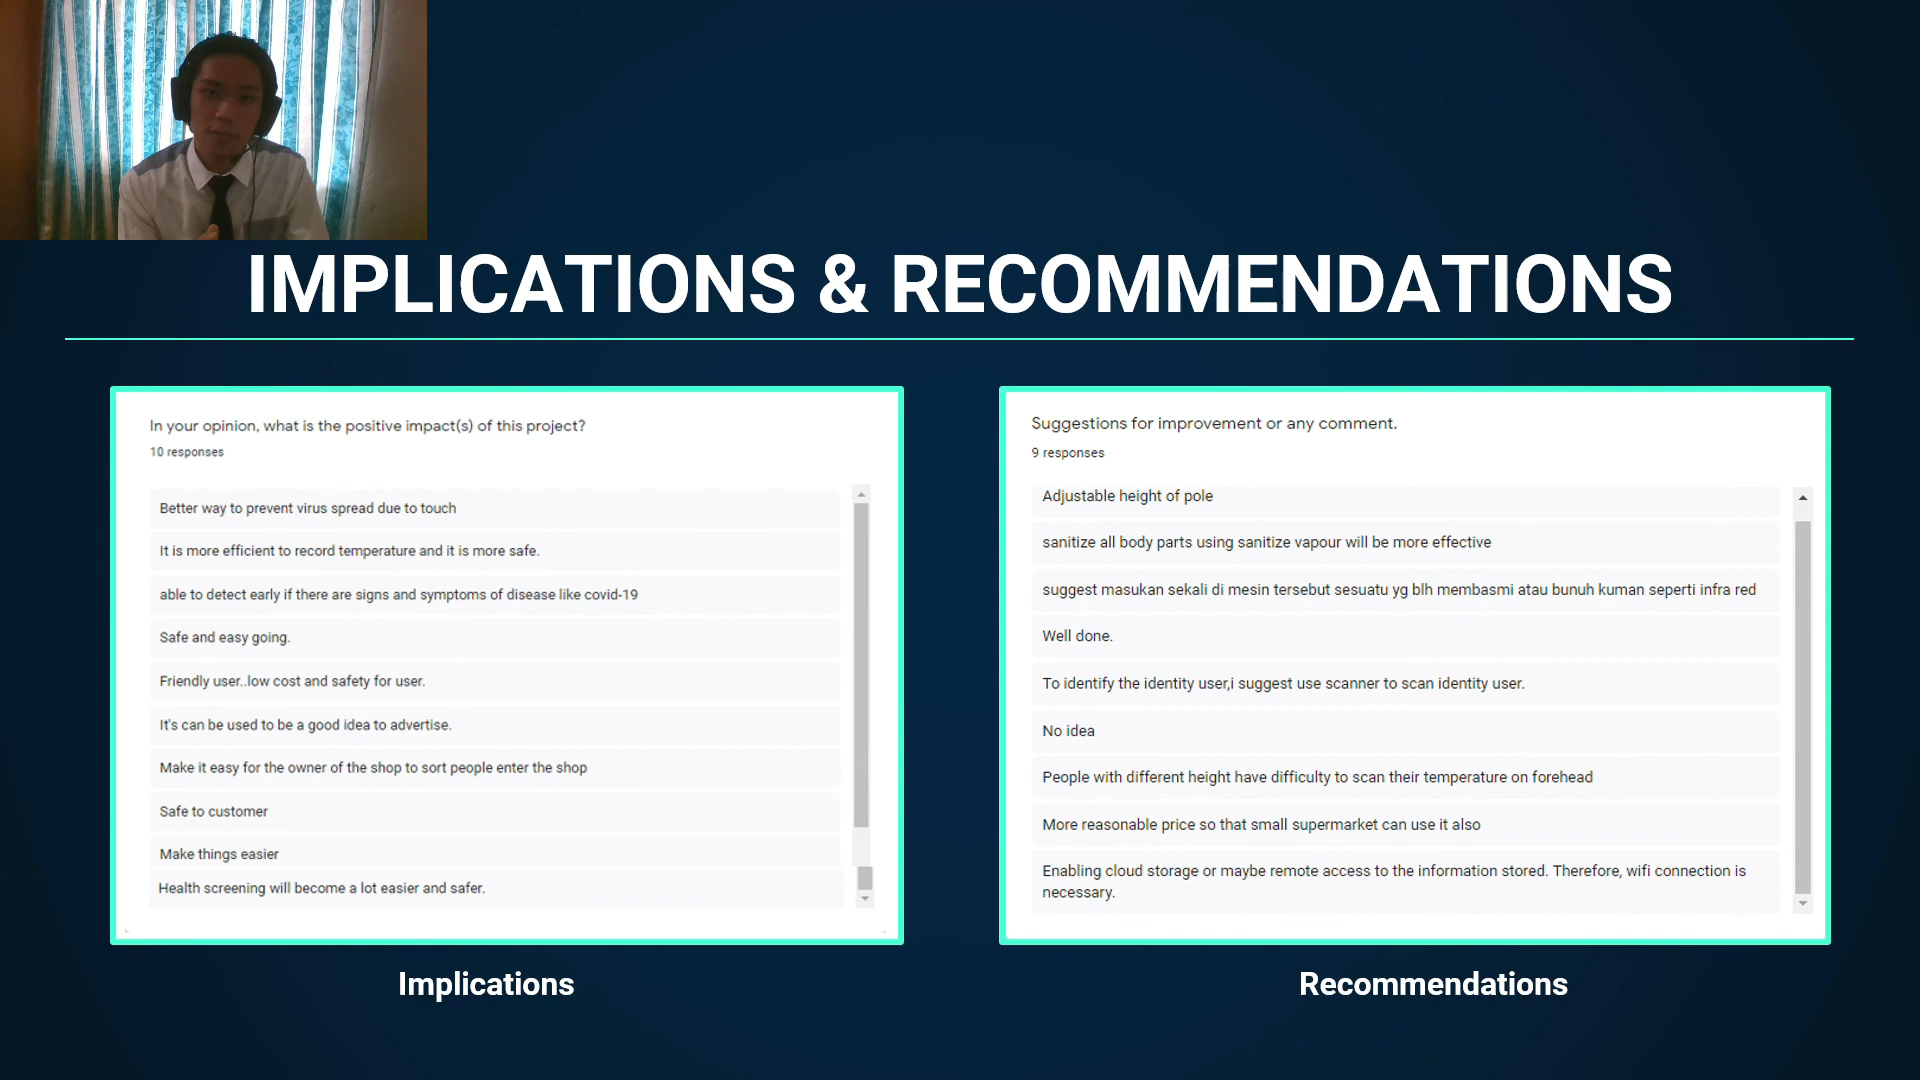 IMPLICATIONS & RECOMMENDATIONS
In your opinion, what is the positive impact(s) of this project?
10 responses
Better way to prevent virus spread due to touch
It is more efficient to record temperature and it is more safe.
able to detect early if there are signs and symptoms of disease like covid-19
Safe and easy going.
Friendly user..low cost and safety for user.
It's can be used to be a good idea to advertise.
Make it easy for the owner of the shop to sort people enter the shop
Safe to customer
Make things easier
Health screening will become a lot easier and safer.
Implications
Suggestions for improvement or any comment.
9 responses
Adjustable height of pole
sanitize all body parts using sanitize vapour will be more effective
suggest masukan sekali di mesin tersebut sesuatu yg blh membasmi atau bunuh kuman seperti infra red
Well done.
To identify the identity user,i suggest use scanner to scan identity user.
No idea
People with different height have difficulty to scan their temperature on forehead
More reasonable price so that small supermarket can use it also
Enabling cloud storage or maybe remote access to the information stored. Therefore, wifi connection is
necessary.
Recommendations